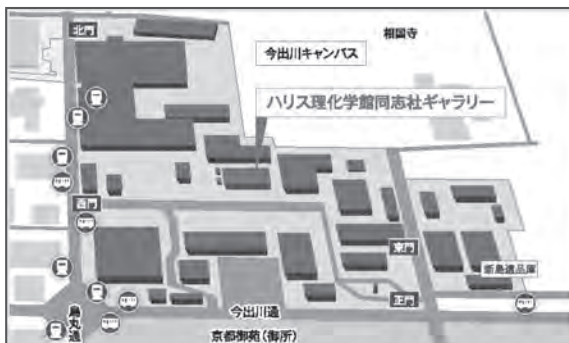 北門
相国寺
今出川キャンパス
ハリス理化学館同志社ギャラリー
西門
東門
新島遺品庫
正門
今出川通
烏丸通
京都御苑(御所)